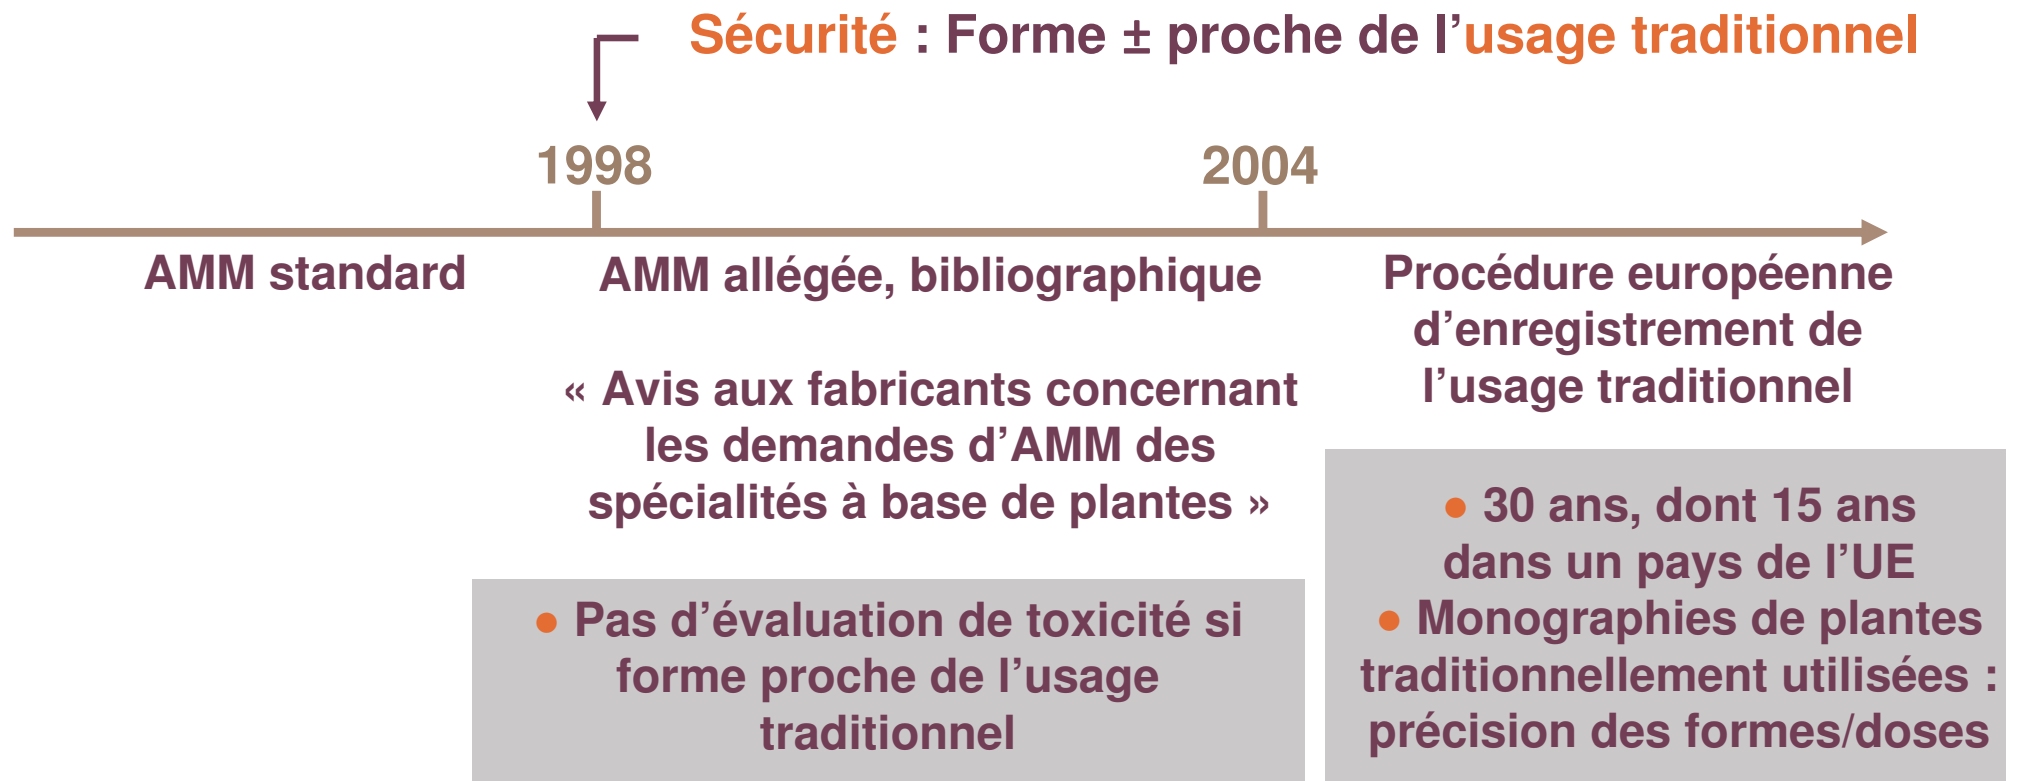 Sécurité : Forme ± proche de l’usage traditionnel
1998
2004
AMM standard
AMM allégée, bibliographique
« Avis aux fabricants concernant
les demandes d’AMM des
spécialités à base de plantes »
● Pas d’évaluation de toxicité si
forme proche de l’usage
traditionnel
Procédure européenne
d’enregistrement de
l’usage traditionnel
● 30 ans, dont 15 ans
dans un pays de l’UE
● Monographies de plantes
traditionnellement utilisées :
précision des formes/doses